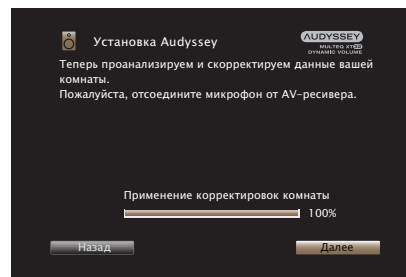 Установка Audyssey
AUDYSSEY
MULTEQ XT32
DYNAMIC VOLUME
Теперь проанализируем и скорректируем данные вашей
комнаты.
Пожалуйста, отсоедините микрофон от AV-ресивера.
Применение корректировок комнаты
100%
Назад
Далее